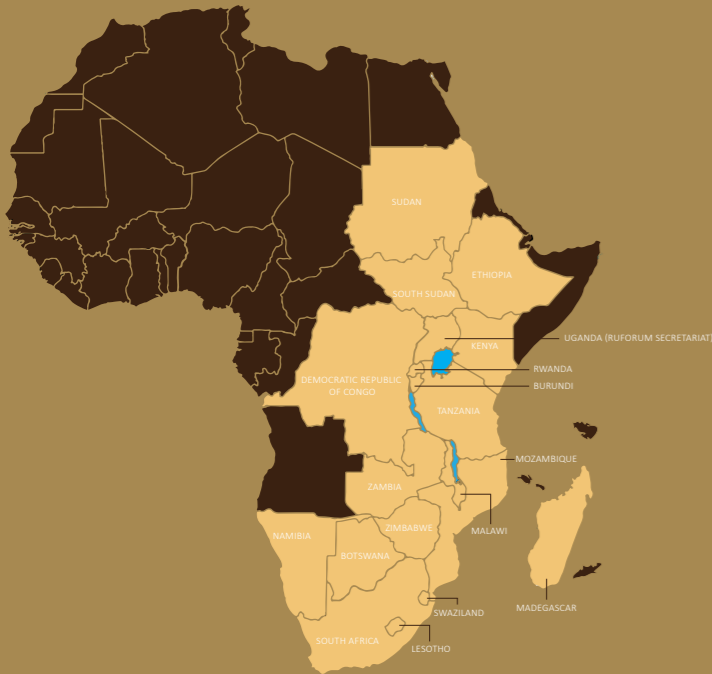 SUDAN
ETHIOPIA
SOUTH SUDAN
UGANDA (RUFORUM SECRETARIAT)
KENYA
RWANDA
DEMOCRATIC REPUBLIC
OF CONGO
BURUNDI
TANZANIA
MOZAMBIQUE
ZAMBIA
ZIMBABWE
MALAWI
NAMIBIA
BOTSWANA
MADEGASCAR
SWAZILAND
SOUTH AFRICA
LESOTHO